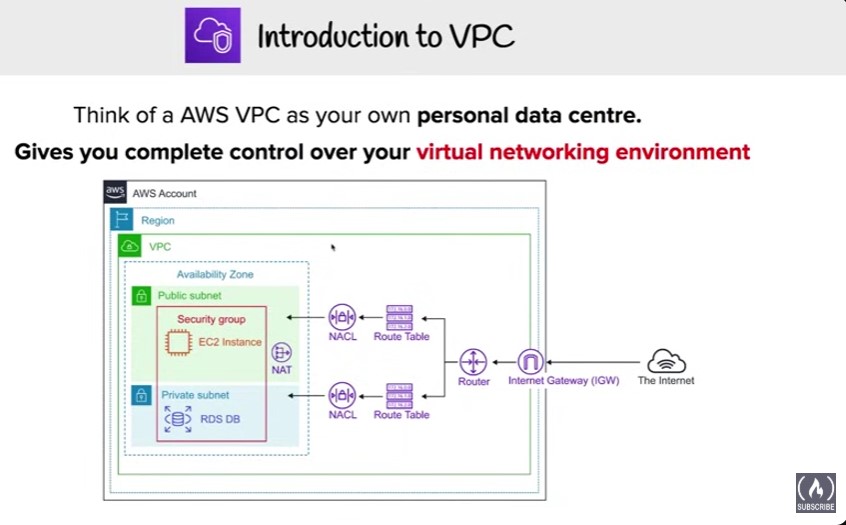 Introduction to VPC
Think of a AWS VPC as your own personal data centre.
Gives you complete control over your virtual networking environment
aws AWS Account
Region
VPC
Availability Zone
Public subnet
Security group
EC2 Instance
NAT
NACL
Route Table
Router
Internet Gateway (IGW)
The Internet
Private subnet
RDS DB
NACL
Route Table
SUBSCRIBE